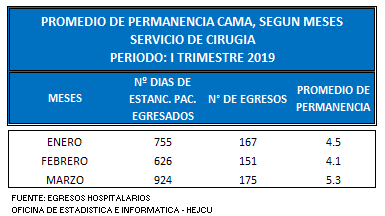 PROMEDIO DE PERMANENCIA CAMA, SEGUN MESES
SERVICIO DE CIRUGIA
PERIODO: I TRIMESTRE 2019
MESES Nº DIAS DE ESTANC. PAC. EGRESADOS N° DE EGRESOS PROMEDIO DE PERMANENCIA
ENERO 755 167 4.5
FEBRERO 626 151 4.1
MARZO 924 175 5.3
FUENTE: EGRESOS HOSPITALARIOS
OFICINA DE ESTADISTICA E INFORMATICA - HEJCU